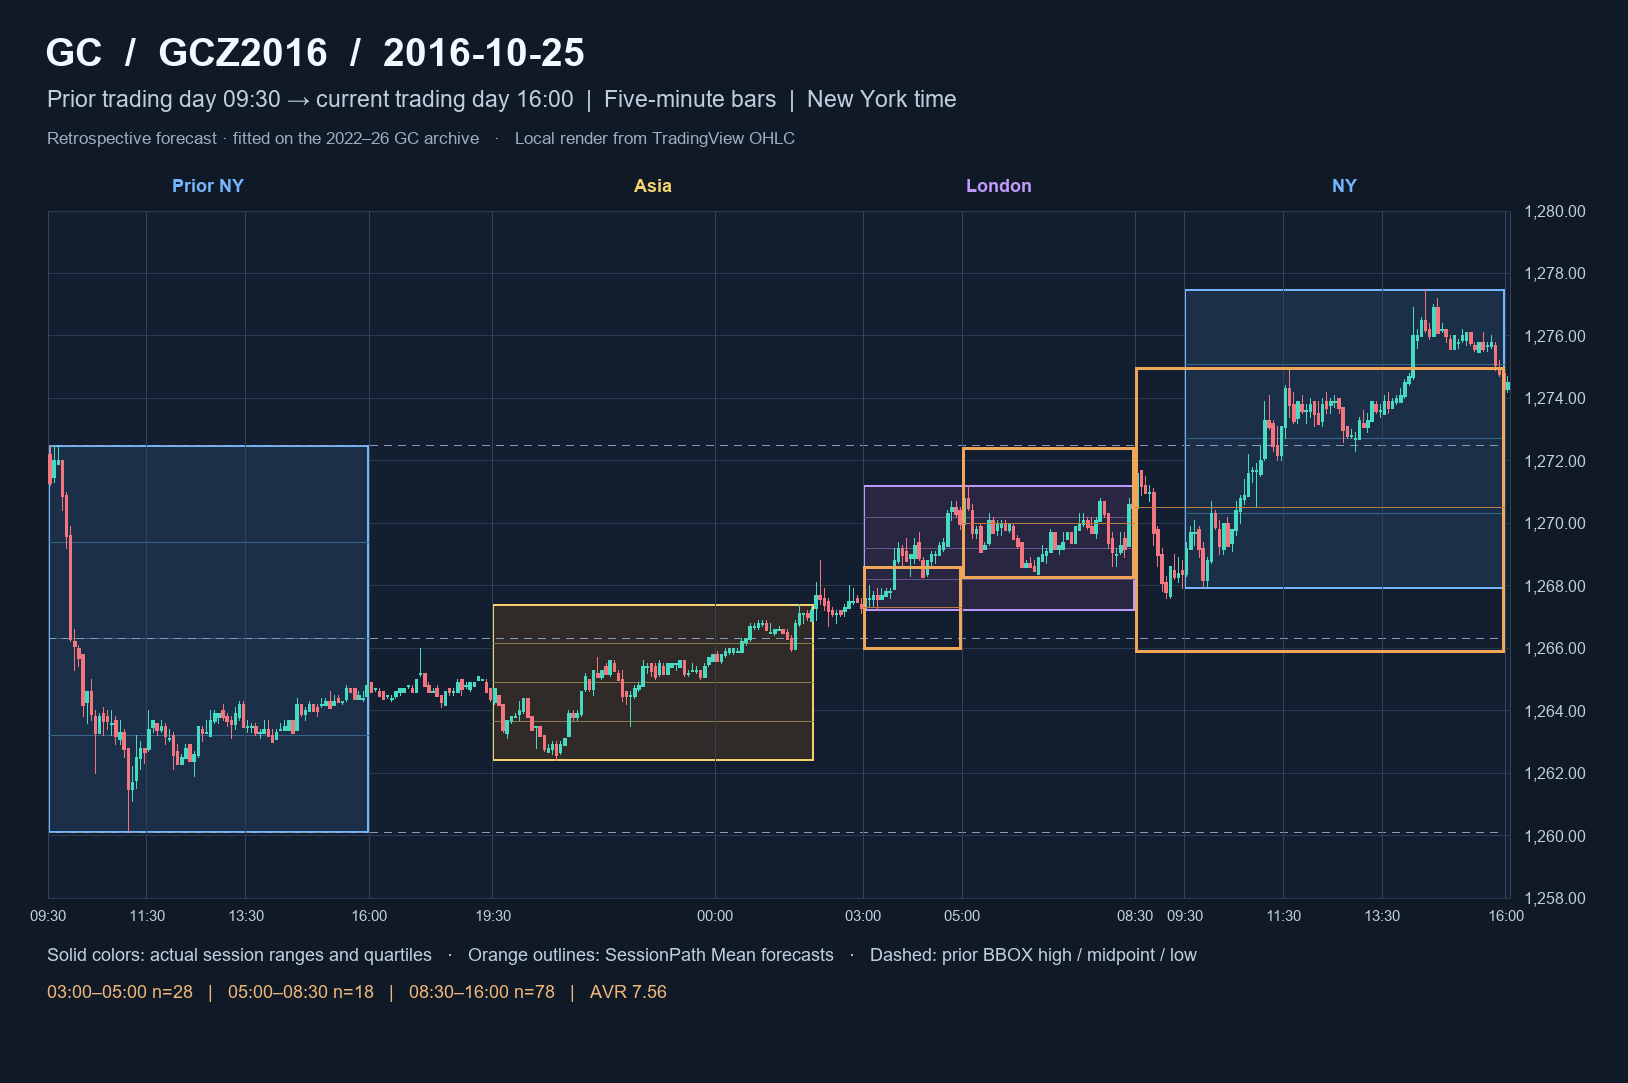 GC / GCZ2016 / 2016-10-25
Prior trading day 09:30 → current trading day 16:00 | Five-minute bars | New York time
Retrospective forecast · fitted on the 2022–26 GC archive · Local render from TradingView OHLC
Prior NY Asia London NY
1,280.00
1,278.00
1,276.00
1,274.00
1,272.00
1,270.00
1,268.00
1,266.00
1,264.00
1,262.00
1,260.00
1,258.00
09:30 11:30 13:30 16:00 19:30 00:00 03:00 05:00 08:30 09:30 11:30 13:30 16:00
Solid colors: actual session ranges and quartiles · Orange outlines: SessionPath Mean forecasts · Dashed: prior BBOX high / midpoint / low
03:00–05:00 n=28 | 05:00–08:30 n=18 | 08:30–16:00 n=78 | AVR 7.56